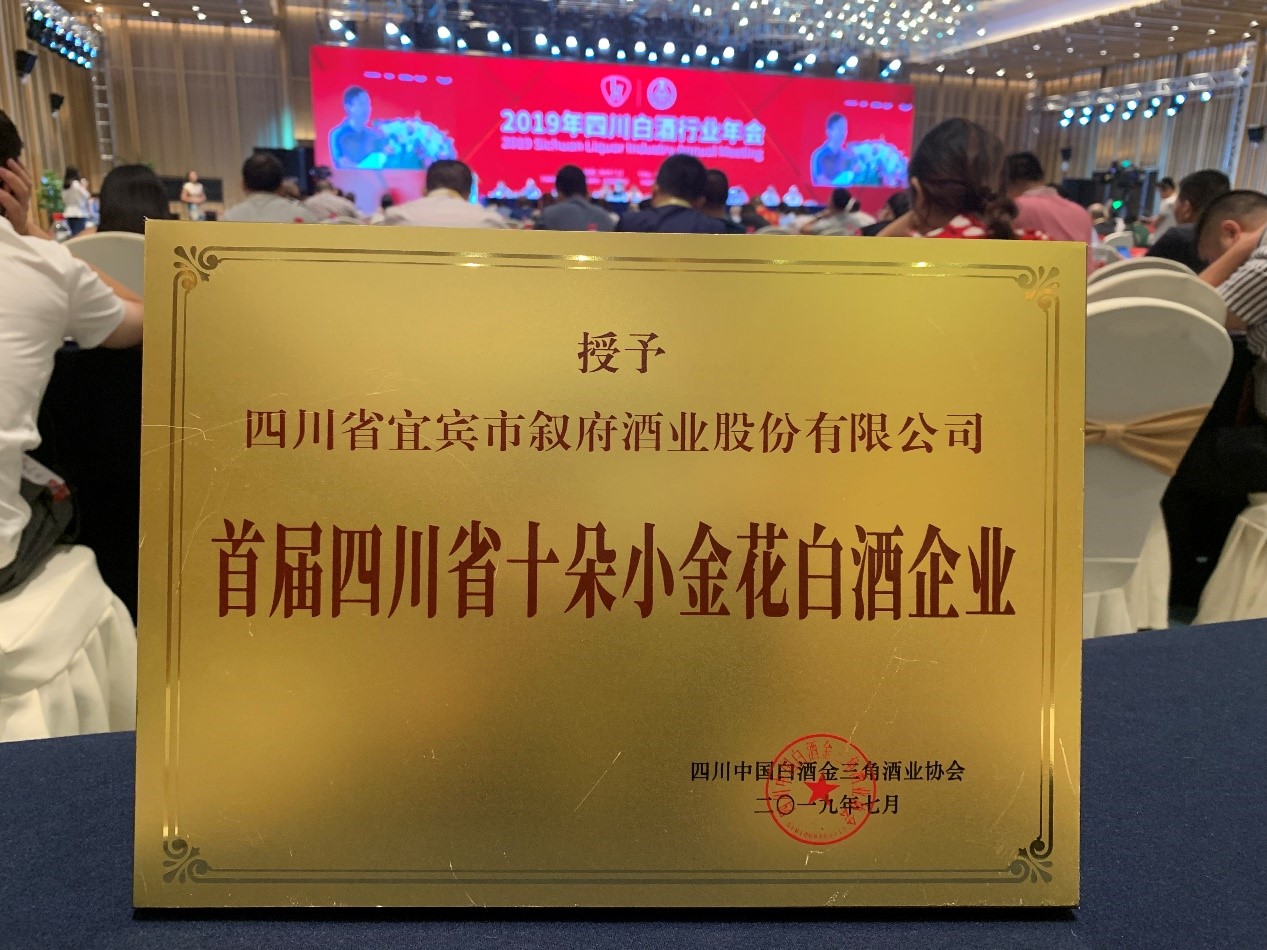 2019年四川白酒行业年会
2019 Sichuan Liquor Industry Annual Meeting
授予
四川省宜宾市叙府酒业股份有限公司
首届四川省十朵小金花白酒企业
四川中国白酒金三角酒业协会
二〇一九年七月